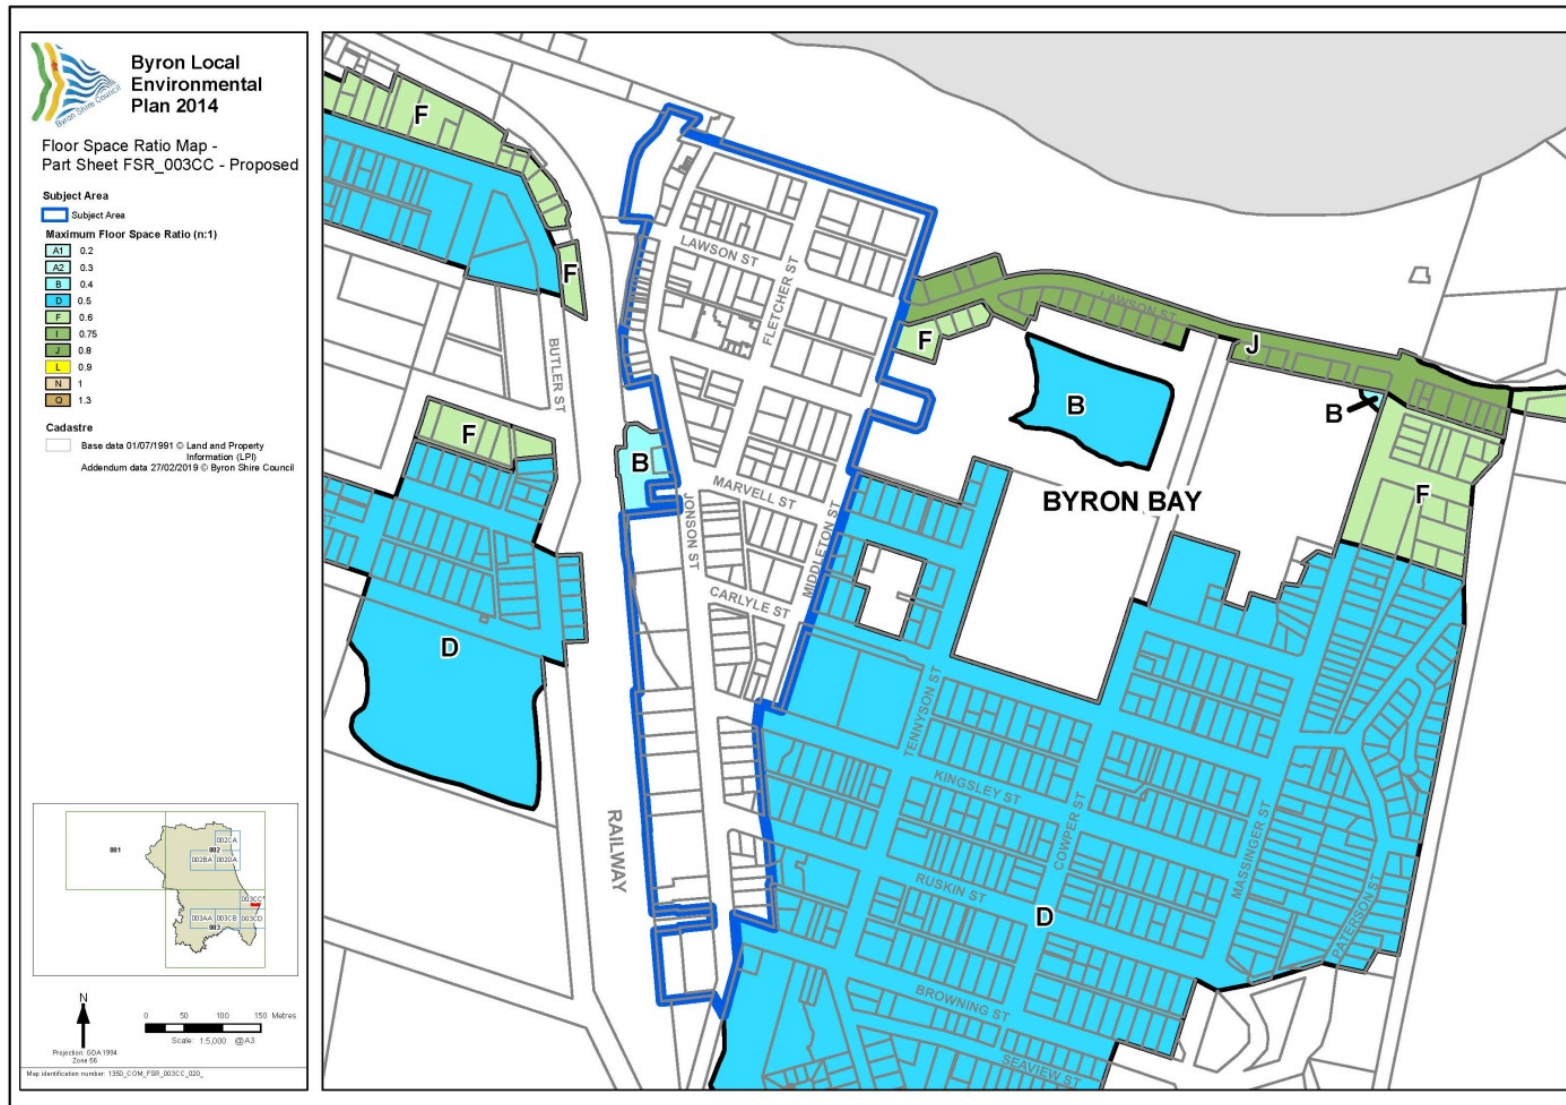 Byron Shire Council
Byron Local
Environmental
Plan 2014
Floor Space Ratio Map -
Part Sheet FSR_003CC - Proposed
Subject Area
Subject Area
Maximum Floor Space Ratio (n:1)
A1 0.2
A2 0.3
B 0.4
D 0.5
F 0.6
I 0.75
J 0.8
L 0.9
N 1
Q 1.3
Cadastre
Base data 01/07/1991 © Land and Property
Information (LPI)
Addendum data 27/02/2019 © Byron Shire Council
001
002
002CA
002BA
002DA
003CC
003AA
003CB
003CD
003
N
0 50 100 150 Metres
Scale: 1:5,000 @A3
Projection: GDA 1994
Zone 56
Map identification number: 1350_COM_FSR_003CC_020_
F
F
LAWSON ST
FLETCHER ST
LAWSON ST
BUTLER ST
F
J
B
B
F
B
MARVELL ST
JONSON ST
MIDDLETON ST
BYRON BAY
F
ST
CARLYLE ST
D
TENNYSON ST
KINGSLEY ST
COWPER ST
MASSINGER ST
RAILWAY
RUSKIN ST
D
PATERSON ST
BROWNING ST
SEAVIEW ST